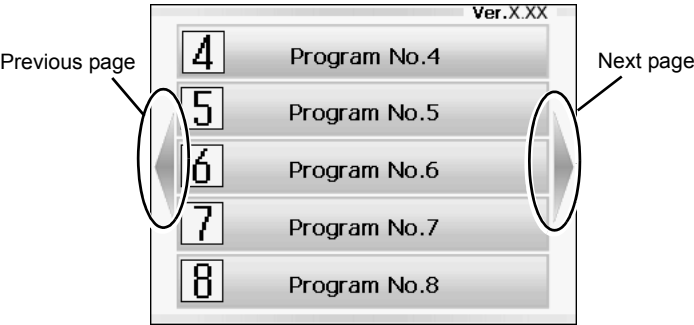 Ver.X.XX
Previous page
Next page
4 Program No.4
5 Program No.5
6 Program No.6
7 Program No.7
8 Program No.8